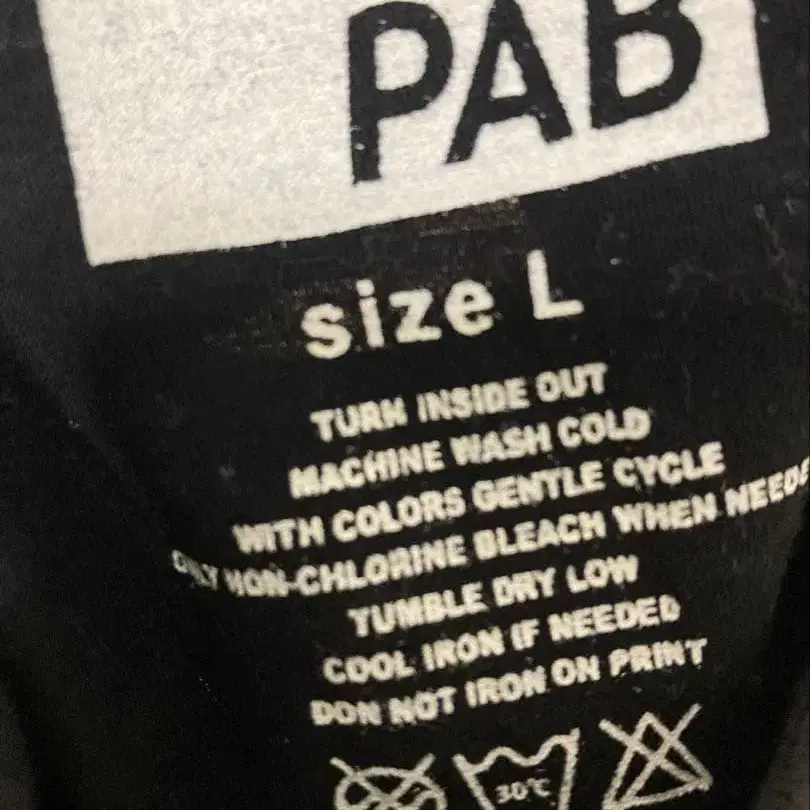 PAB
size L
TURN INSIDE OUT
MACHINE WASH COLD
WITH COLORS GENTLE CYCLE
ONLY NON-CHLORINE BLEACH WHEN NEEDE
TUMBLE DRY LOW
COOL IRON IF NEEDED
DON NOT IRON ON PRINT
30°C